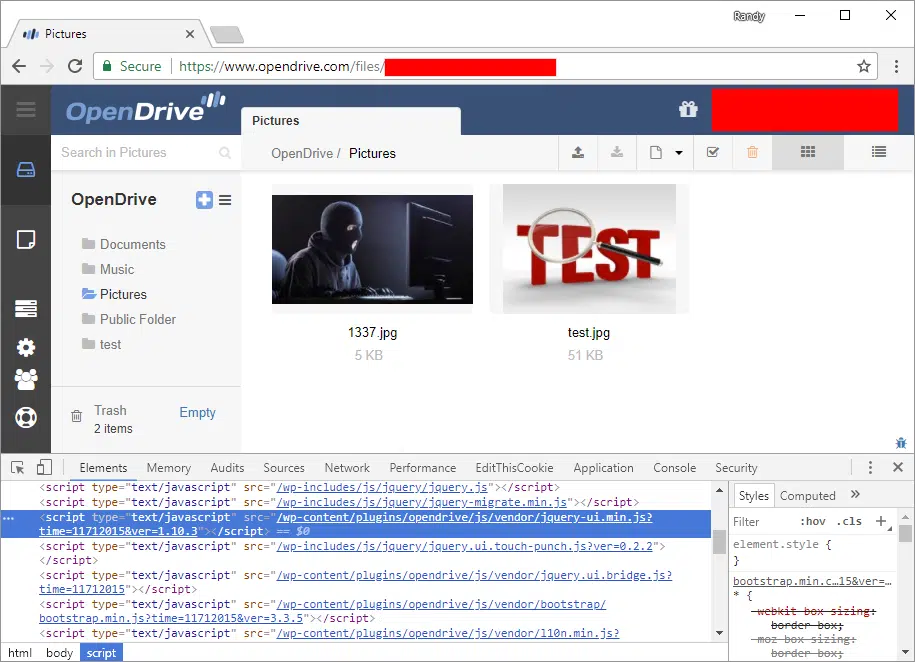 Randy
Pictures
Secure
https://www.opendrive.com/files/
OpenDrive
Pictures
Search in Pictures
OpenDrive / Pictures
OpenDrive
Documents
Music
Pictures
Public Folder
test
Trash
2 items
Empty
TEST
1337.jpg
5 KB
test.jpg
51 KB
Elements Memory Audits Sources Network Performance EditThisCookie Application Console Security
<script type="text/javascript" src="/wp-includes/js/jquery/jquery.js"></script>
<script type="text/javascript" src="/wp-includes/js/jquery/jquery-migrate.min.js"></script>
<script type="text/javascript" src="/wp-content/plugins/opendrive/js/vendor/jquery-ui.min.js?
time=11712015&ver=1.10.3"></script> == $0
<script type="text/javascript" src="/wp-includes/js/jquery.ui.touch-punch.js?ver=0.2.2">
</script>
<script type="text/javascript" src="/wp-content/plugins/opendrive/js/vendor/jquery.ui.bridge.js?
time=11712015"></script>
<script type="text/javascript" src="/wp-content/plugins/opendrive/js/vendor/bootstrap/
bootstrap.min.js?time=11712015&ver=3.3.5"></script>
<script type="text/javascript" src="/wp-content/plugins/opendrive/js/vendor/l10n.min.js?
html body script
Styles Computed »
Filter :hov .cls +
element.style {
}
bootstrap.min.c…15&ver=…
* {
-webkit-box-sizing:
border-box;
-moz-box-sizing:
border-box;